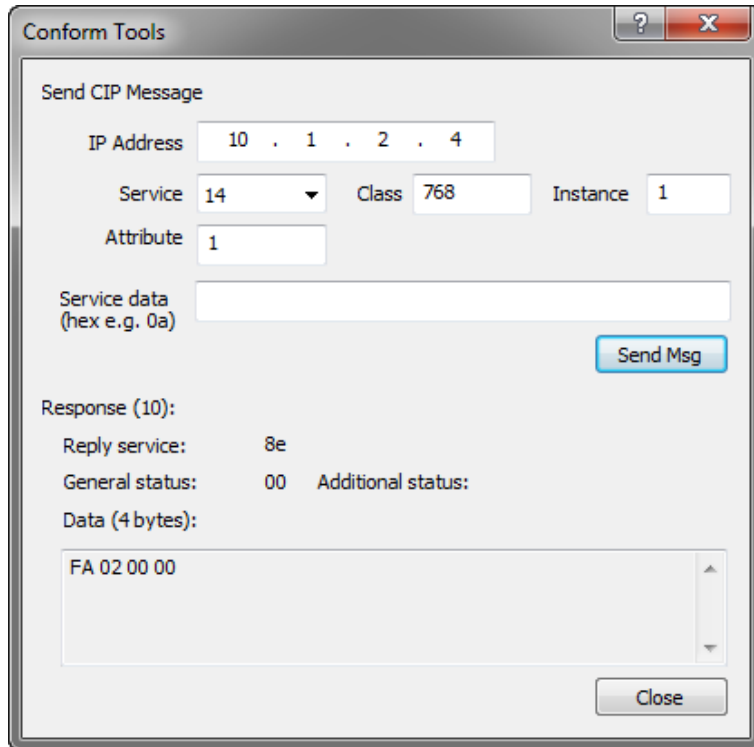 Conform Tools
Send CIP Message
IP Address 10 . 1 . 2 . 4
Service 14 Class 768 Instance 1
Attribute 1
Service data
(hex e.g. 0a)
Send Msg
Response (10):
Reply service: 8e
General status: 00 Additional status:
Data (4 bytes):
FA 02 00 00
Close